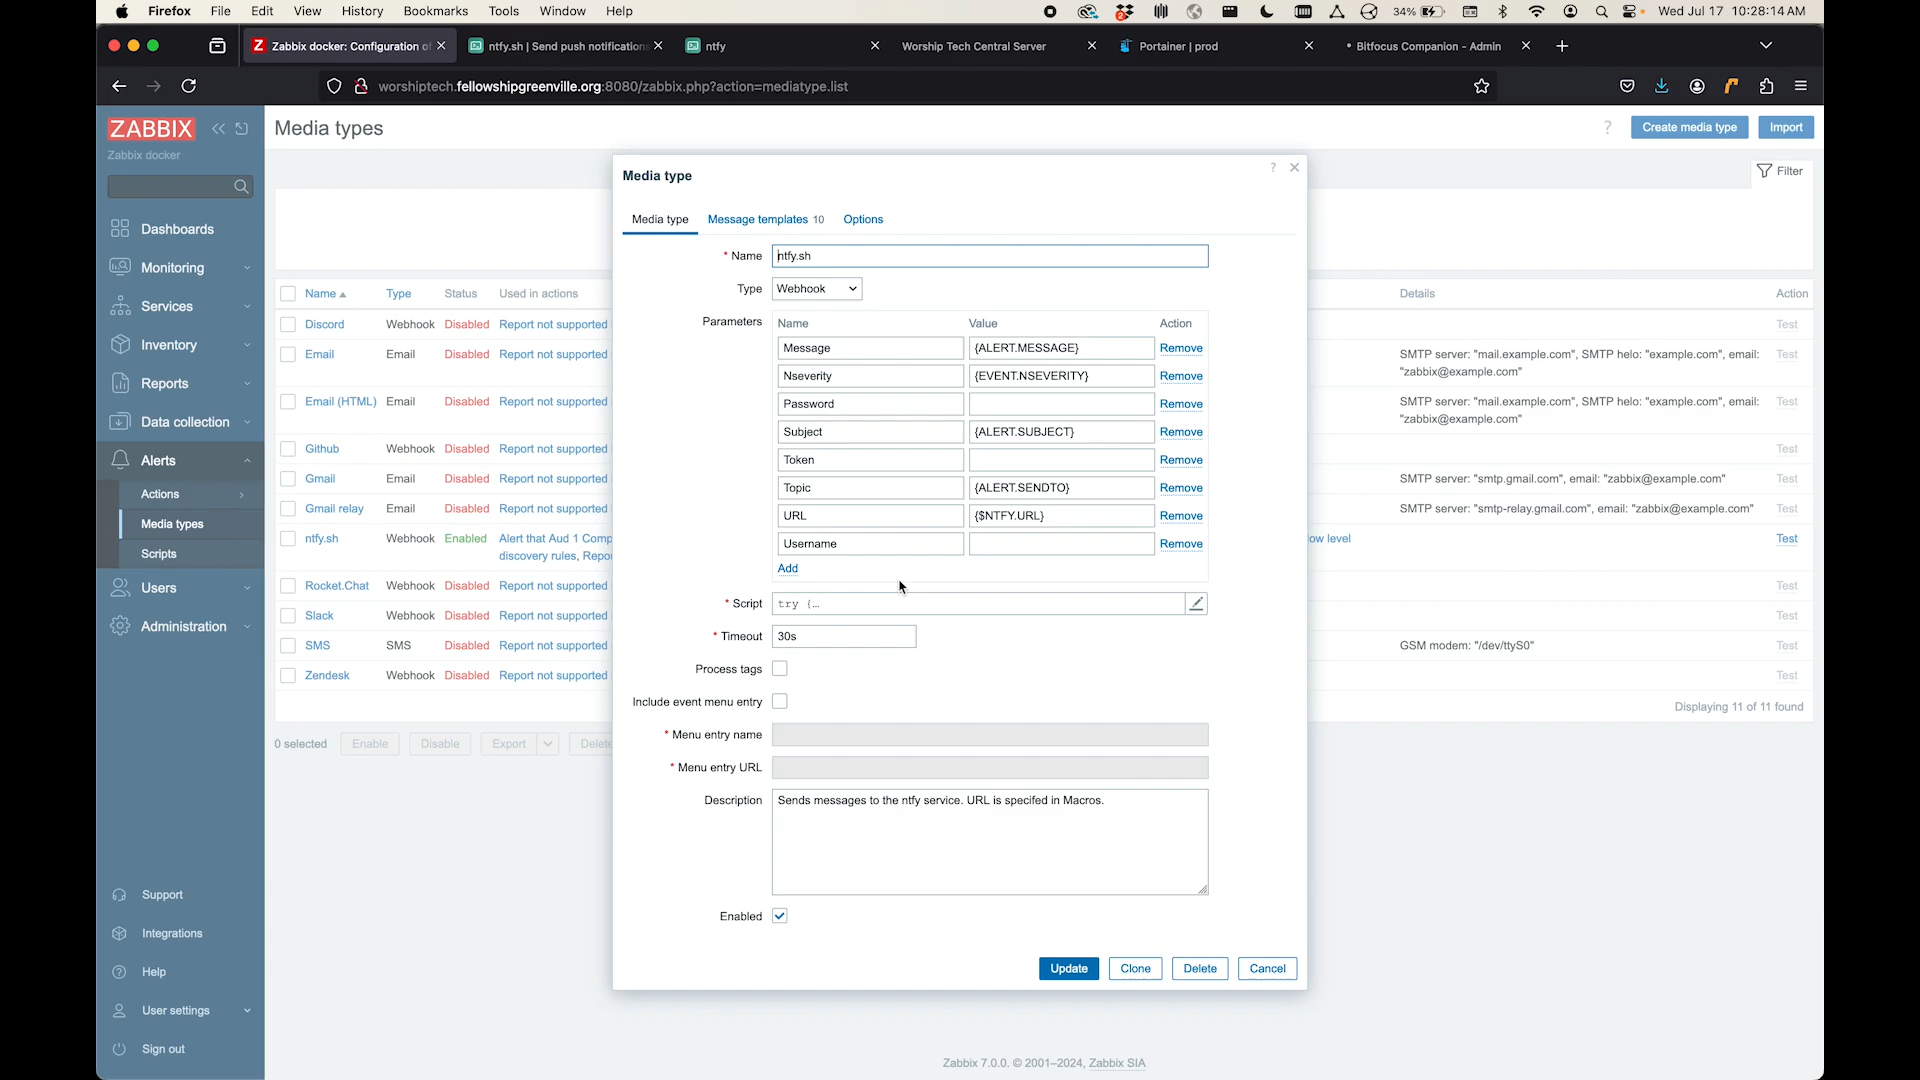 Firefox File Edit View History Bookmarks Tools Window Help 34% Wed Jul 17 10:28:14 AM
Zabbix docker: Configuration of ntfy.sh | Send push notifications ntfy Worship Tech Central Server Portainer | prod • Bitfocus Companion - Admin
worshiptech.fellowshipgreenville.org:8080/zabbix.php?action=mediatype.list
ZABBIX
Zabbix docker
Dashboards
Monitoring
Services
Inventory
Reports
Data collection
Alerts
Actions
Media types
Scripts
Users
Administration
Support
Integrations
Help
User settings
Sign out
Media types
? Create media type Import
Filter
Name Type Status Used in actions Details Action
Discord Webhook Disabled Report not supported Test
Email Email Disabled Report not supported SMTP server: "mail.example.com", SMTP helo: "example.com", email: Test
"zabbix@example.com"
Email (HTML) Email Disabled Report not supported SMTP server: "mail.example.com", SMTP helo: "example.com", email: Test
"zabbix@example.com"
Github Webhook Disabled Report not supported Test
Gmail Email Disabled Report not supported SMTP server: "smtp.gmail.com", email: "zabbix@example.com" Test
Gmail relay Email Disabled Report not supported SMTP server: "smtp-relay.gmail.com", email: "zabbix@example.com" Test
ntfy.sh Webhook Enabled Alert that Aud 1 Comp ow level Test
discovery rules, Repo
Rocket.Chat Webhook Disabled Report not supported Test
Slack Webhook Disabled Report not supported Test
SMS SMS Disabled Report not supported GSM modem: "/dev/ttyS0" Test
Zendesk Webhook Disabled Report not supported Test
Displaying 11 of 11 found
0 selected Enable Disable Export Delete
Media type
?
Media type Message templates 10 Options
* Name ntfy.sh
Type Webhook
Parameters Name Value Action
Message {ALERT.MESSAGE} Remove
Nseverity {EVENT.NSEVERITY} Remove
Password Remove
Subject {ALERT.SUBJECT} Remove
Token Remove
Topic {ALERT.SENDTO} Remove
URL {$NTFY.URL} Remove
Username Remove
Add
* Script try {…
* Timeout 30s
Process tags
Include event menu entry
* Menu entry name
* Menu entry URL
Description Sends messages to the ntfy service. URL is specifed in Macros.
Enabled
Update Clone Delete Cancel
Zabbix 7.0.0. © 2001–2024, Zabbix SIA